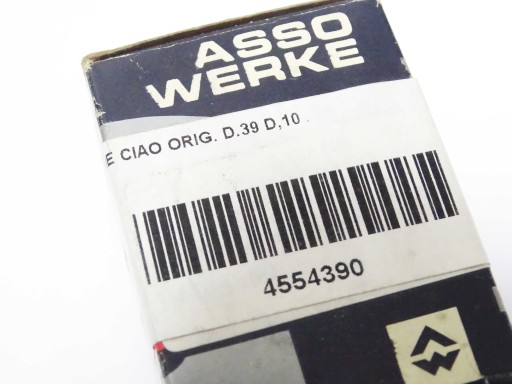 ASSO
WERKE
E CIAO ORIG. D.39 D,10 .
4554390